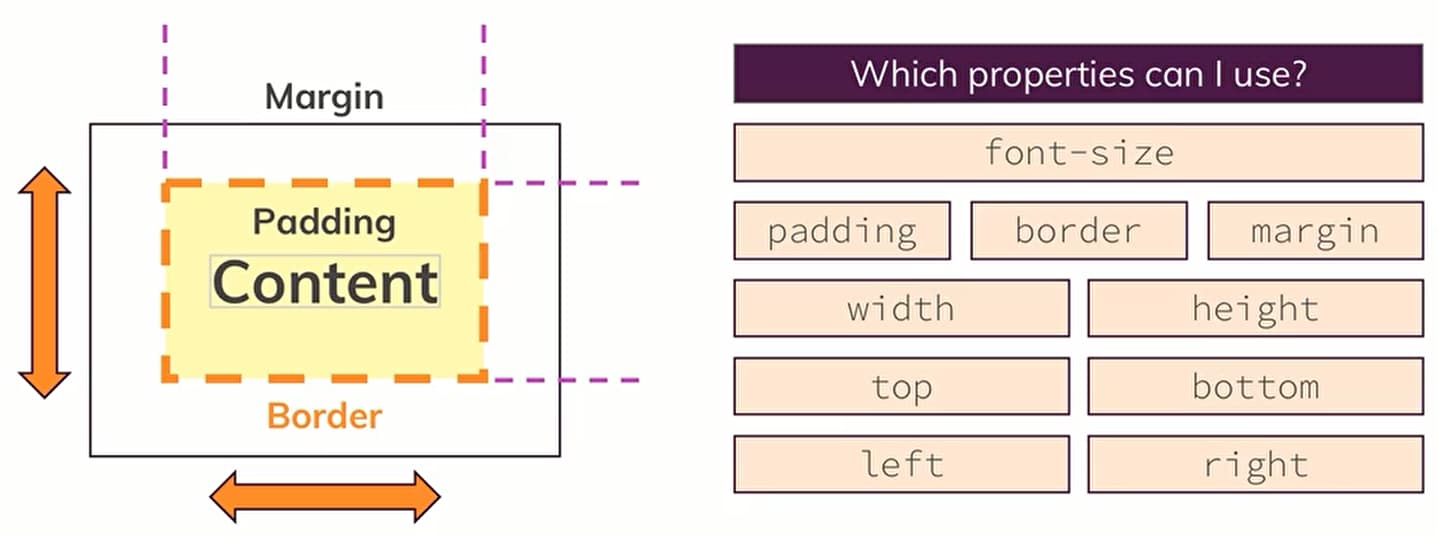 Margin
Padding
Content
Border
Which properties can I use?
font-size
padding border margin
width height
top bottom
left right